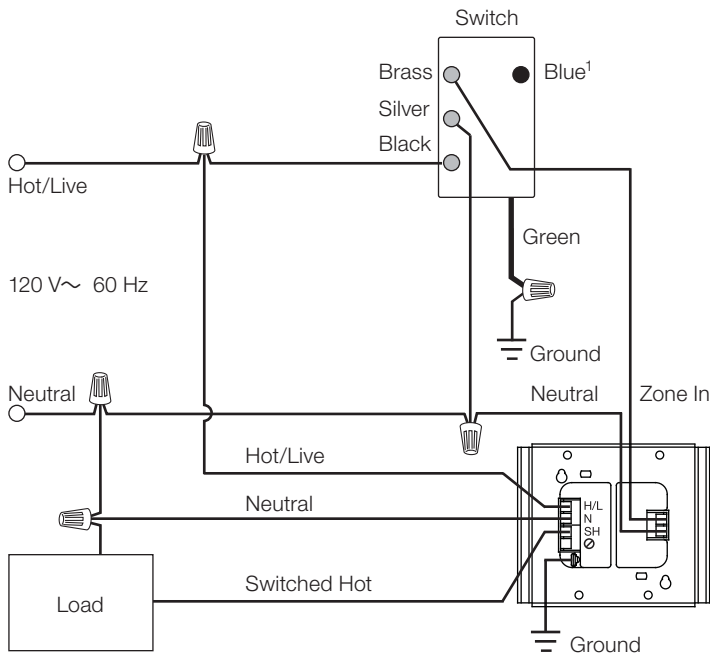 Switch
Brass
Blue¹
Silver
Black
Hot/Live
Green
120 V~ 60 Hz
Ground
Neutral
Neutral
Zone In
Hot/Live
H/L
Neutral
N
SH
Switched Hot
Load
Ground